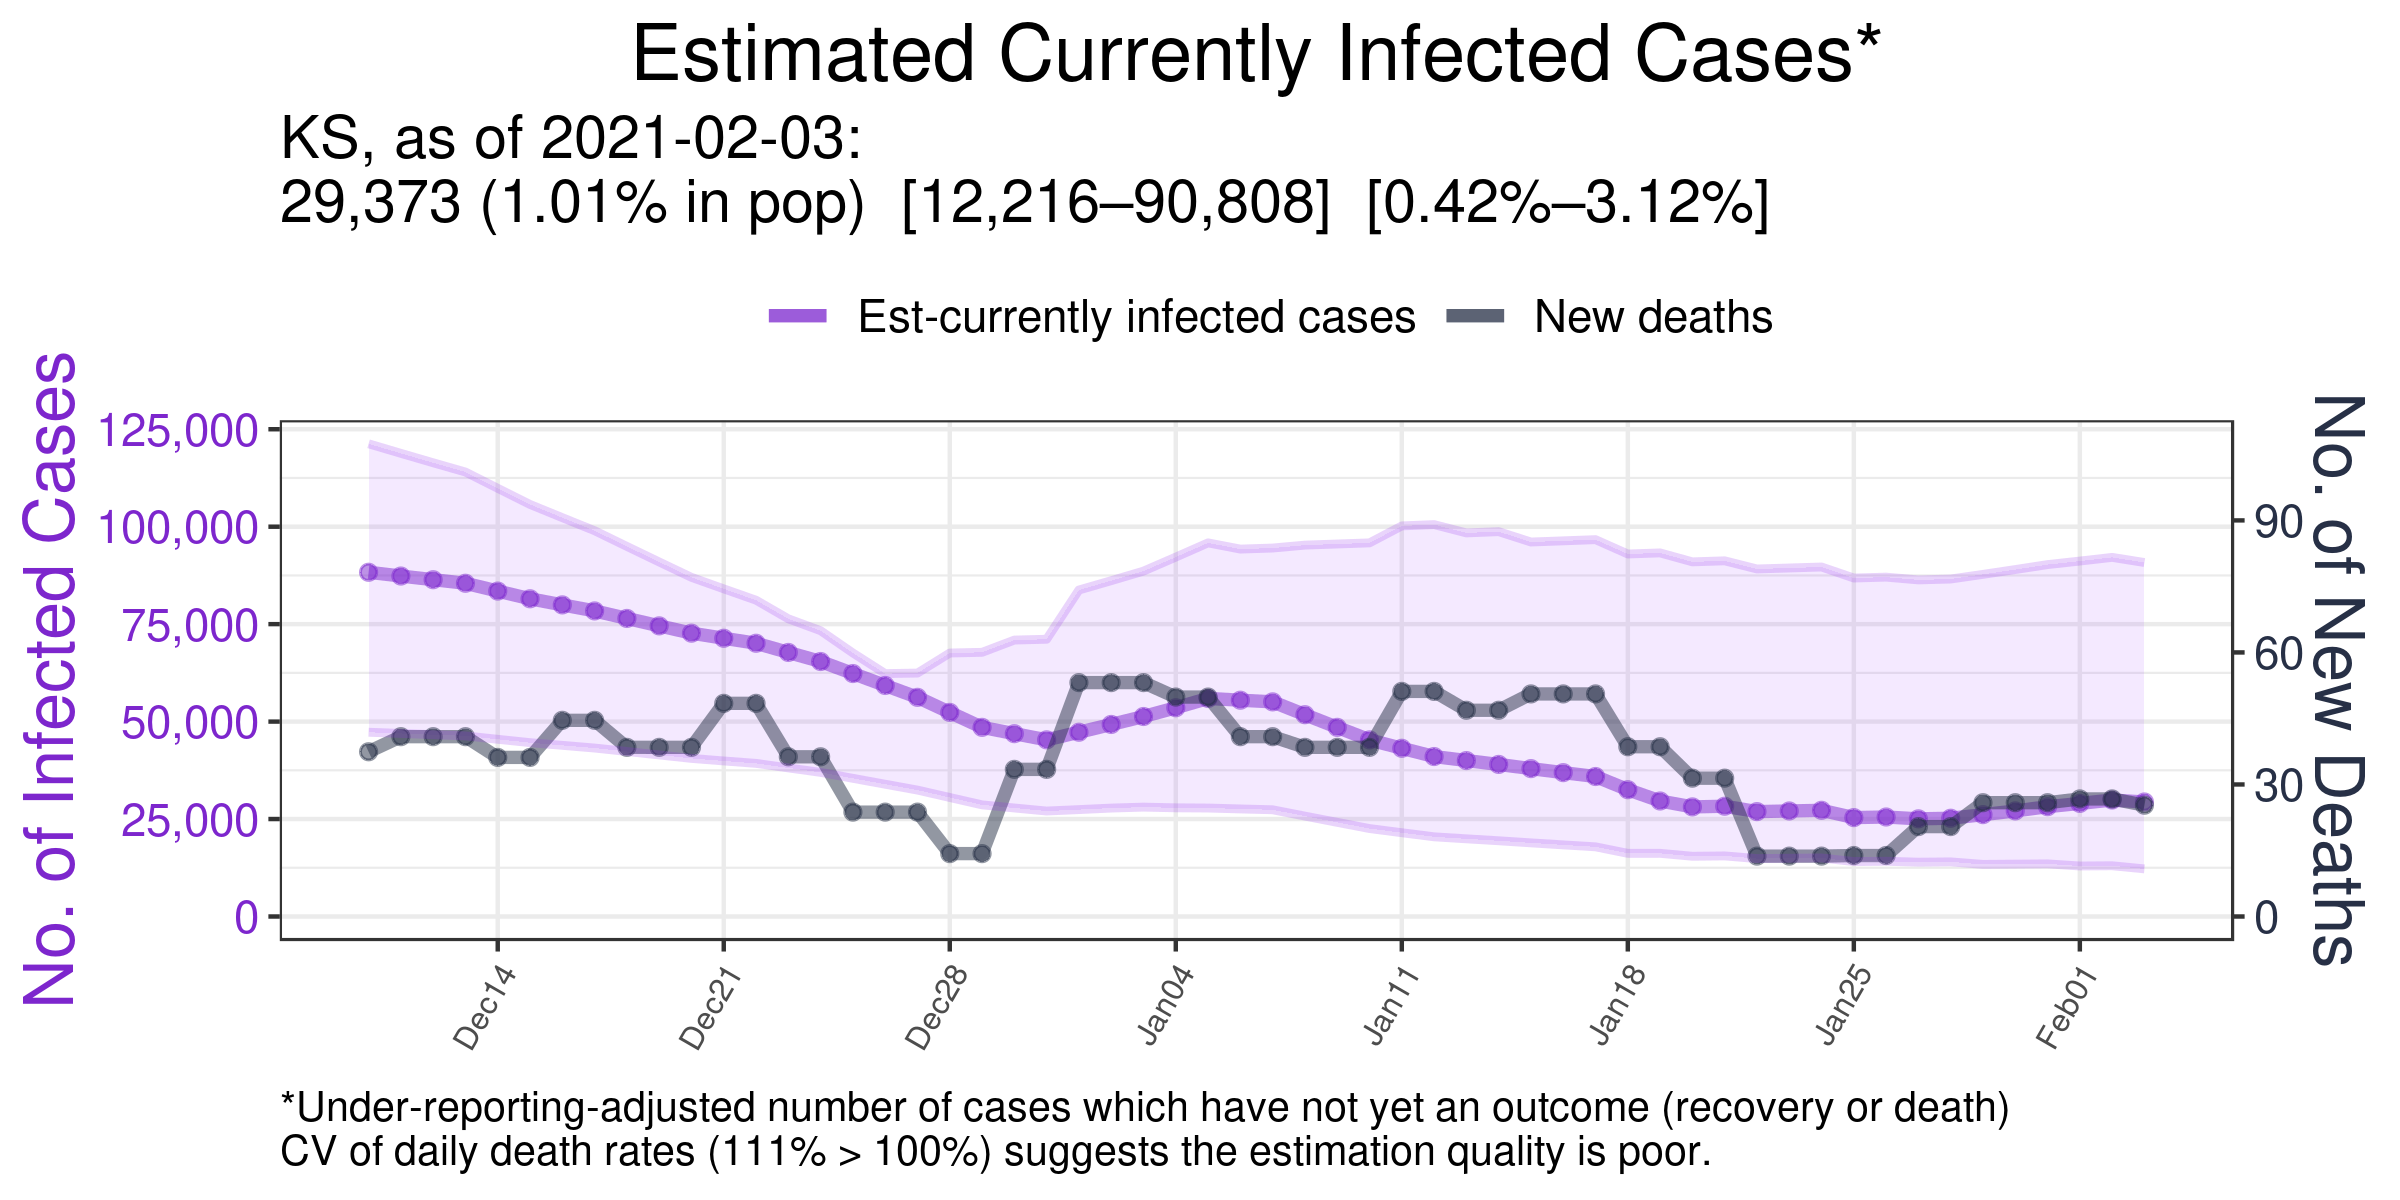 Estimated Currently Infected Cases*
KS, as of 2021-02-03:
29,373 (1.01% in pop)  [12,216–90,808]  [0.42%–3.12%]
Est-currently infected cases
New deaths
No. of Infected Cases
125,000
100,000
75,000
50,000
25,000
0
No. of New Deaths
90
60
30
0
Dec14
Dec21
Dec28
Jan04
Jan11
Jan18
Jan25
Feb01
*Under-reporting-adjusted number of cases which have not yet an outcome (recovery or death)
CV of daily death rates (111% > 100%) suggests the estimation quality is poor.